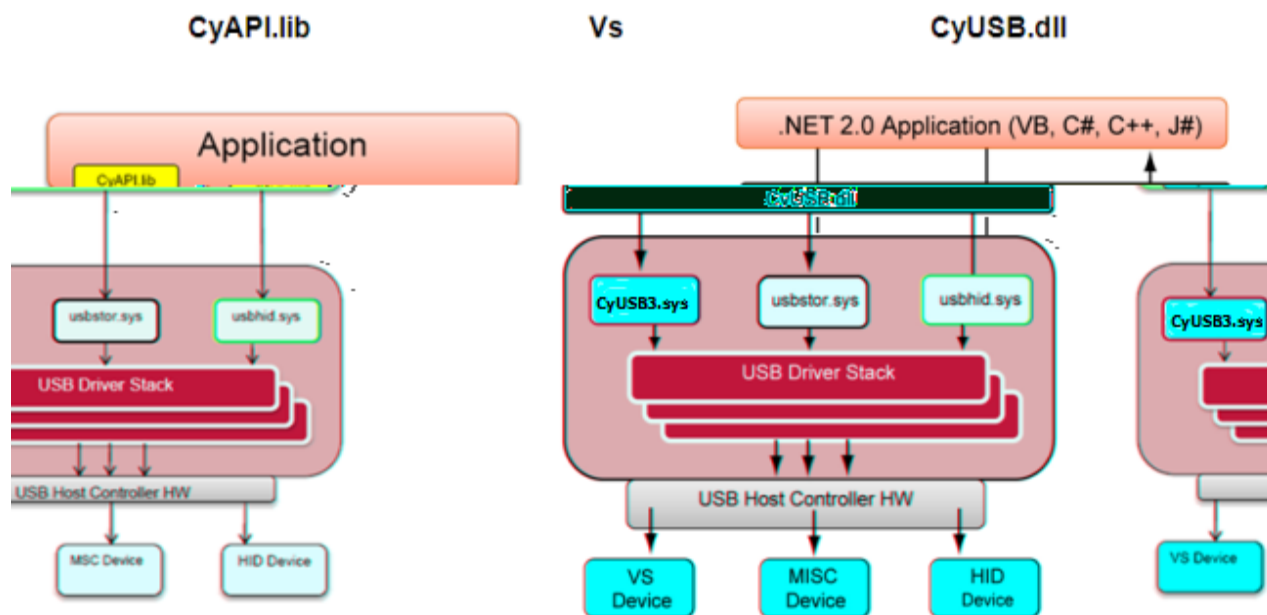 CyAPI.lib Vs CyUSB.dll
Application
CyAPI.lib
.NET 2.0 Application (VB, C#, C++, J#)
CyUSB.dll
usbstor.sys
usbhid.sys
USB Driver Stack
USB Host Controller HW
MSC Device
HID Device
CyUSB3.sys
usbstor.sys
usbhid.sys
USB Driver Stack
USB Host Controller HW
VS
Device
MISC
Device
HID
Device
CyUSB3.sys
VS Device